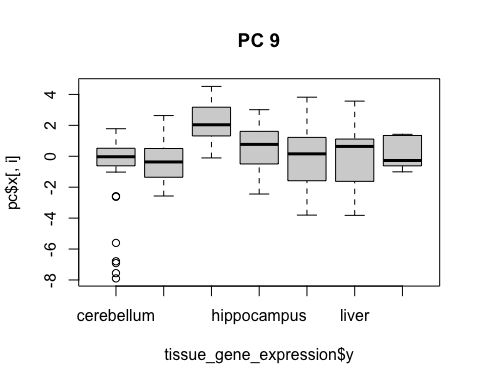 PC 9
pc$x[, i]
4
2
0
-2
-4
-6
-8
cerebellum hippocampus liver
tissue_gene_expression$y